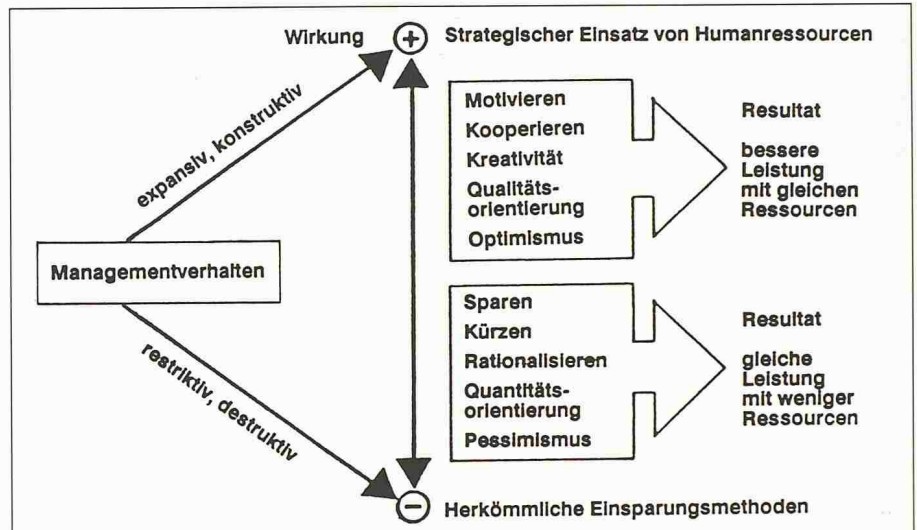 Wirkung
+
Strategischer Einsatz von Humanressourcen
expansiv, konstruktiv
Motivieren
Kooperieren
Kreativität
Qualitäts-
orientierung
Optimismus
Resultat
bessere
Leistung
mit gleichen
Ressourcen
Managementverhalten
restriktiv, destruktiv
Sparen
Kürzen
Rationalisieren
Quantitäts-
orientierung
Pessimismus
Resultat
gleiche
Leistung
mit weniger
Ressourcen
−
Herkömmliche Einsparungsmethoden